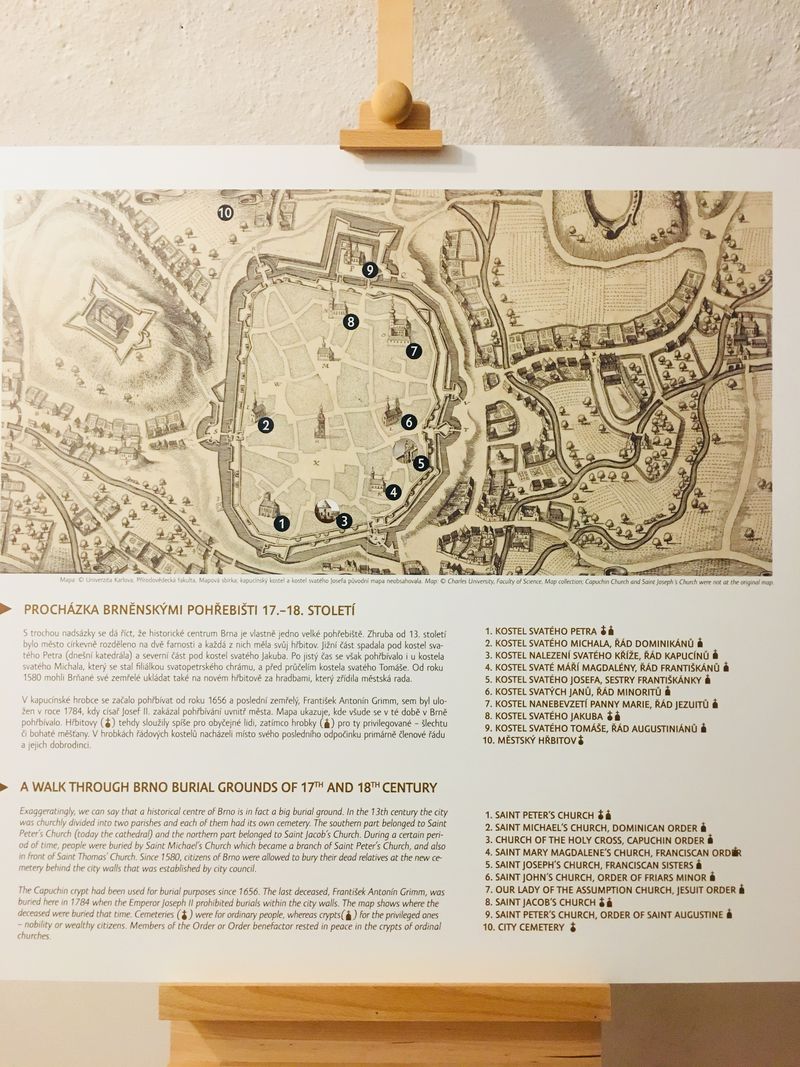 10
9
8
7
6
2
5
4
1
3
Mapa: © Univerzita Karlova, Přírodovědecká fakulta, Mapová sbírka; kapucínský kostel a kostel svatého Josefa původní mapa neobsahovala. Map: © Charles University, Faculty of Science, Map collection; Capuchin Church and Saint Joseph's Church were not at the original map.
PROCHÁZKA BRNĚNSKÝMI POHŘEBIŠTI 17.–18. STOLETÍ
S trochou nadsázky se dá říct, že historické centrum Brna je vlastně jedno velké pohřebiště. Zhruba od 13. století
bylo město církevně rozděleno na dvě farnosti a každá z nich měla svůj hřbitov. Jižní část spadala pod kostel sva-
tého Petra (dnešní katedrála) a severní část pod kostel svatého Jakuba. Po jistý čas se však pohřbívalo i u kostela
svatého Michala, který se stal filiálkou svatopetrského chrámu, a před průčelím kostela svatého Tomáše. Od roku
1580 mohli Brňané své zemřelé ukládat také na novém hřbitově za hradbami, který zřídila městská rada.
V kapucínské hrobce se začalo pohřbívat od roku 1656 a poslední zemřelý, František Antonín Grimm, sem byl ulo-
žen v roce 1784, kdy císař Josef II. zakázal pohřbívání uvnitř města. Mapa ukazuje, kde všude se v té době v Brně
pohřbívalo. Hřbitovy ( ) tehdy sloužily spíše pro obyčejné lidi, zatímco hrobky ( ) pro ty privilegované – šlechtu
či bohaté měšťany. V hrobkách řádových kostelů nacházeli místo svého posledního odpočinku primárně členové řádu
a jejich dobrodinci.
1. KOSTEL SVATÉHO PETRA
2. KOSTEL SVATÉHO MICHALA, ŘÁD DOMINIKÁNŮ
3. KOSTEL NALEZENÍ SVATÉHO KŘÍŽE, ŘÁD KAPUCÍNŮ
4. KOSTEL SVATÉ MÁŘÍ MAGDALÉNY, ŘÁD FRANTIŠKÁNŮ
5. KOSTEL SVATÉHO JOSEFA, SESTRY FRANTIŠKÁNKY
6. KOSTEL SVATÝCH JANŮ, ŘÁD MINORITŮ
7. KOSTEL NANEBEVZETÍ PANNY MARIE, ŘÁD JEZUITŮ
8. KOSTEL SVATÉHO JAKUBA
9. KOSTEL SVATÉHO TOMÁŠE, ŘÁD AUGUSTINIÁNŮ
10. MĚSTSKÝ HŘBITOV
A WALK THROUGH BRNO BURIAL GROUNDS OF 17TH AND 18TH CENTURY
Exaggeratingly, we can say that a historical centre of Brno is in fact a big burial ground. In the 13th century the city
was churchly divided into two parishes and each of them had its own cemetery. The southern part belonged to Saint
Peter's Church (today the cathedral) and the northern part belonged to Saint Jacob's Church. During a certain peri-
od of time, people were buried by Saint Michael's Church which became a branch of Saint Peter's Church, and also
in front of Saint Thomas' Church. Since 1580, citizens of Brno were allowed to bury their dead relatives at the new ce-
metery behind the city walls that was established by city council.
The Capuchin crypt had been used for burial purposes since 1656. The last deceased, František Antonín Grimm, was
buried here in 1784 when the Emperor Joseph II prohibited burials within the city walls. The map shows where the
deceased were buried that time. Cemeteries ( ) were for ordinary people, whereas crypts( ) for the privileged ones
– nobility or wealthy citizens. Members of the Order or Order benefactor rested in peace in the crypts of ordinal
churches.
1. SAINT PETER'S CHURCH
2. SAINT MICHAEL'S CHURCH, DOMINICAN ORDER
3. CHURCH OF THE HOLY CROSS, CAPUCHIN ORDER
4. SAINT MARY MAGDALENE'S CHURCH, FRANCISCAN ORDER
5. SAINT JOSEPH'S CHURCH, FRANCISCAN SISTERS
6. SAINT JOHN'S CHURCH, ORDER OF FRIARS MINOR
7. OUR LADY OF THE ASSUMPTION CHURCH, JESUIT ORDER
8. SAINT JACOB'S CHURCH
9. SAINT PETER'S CHURCH, ORDER OF SAINT AUGUSTINE
10. CITY CEMETERY